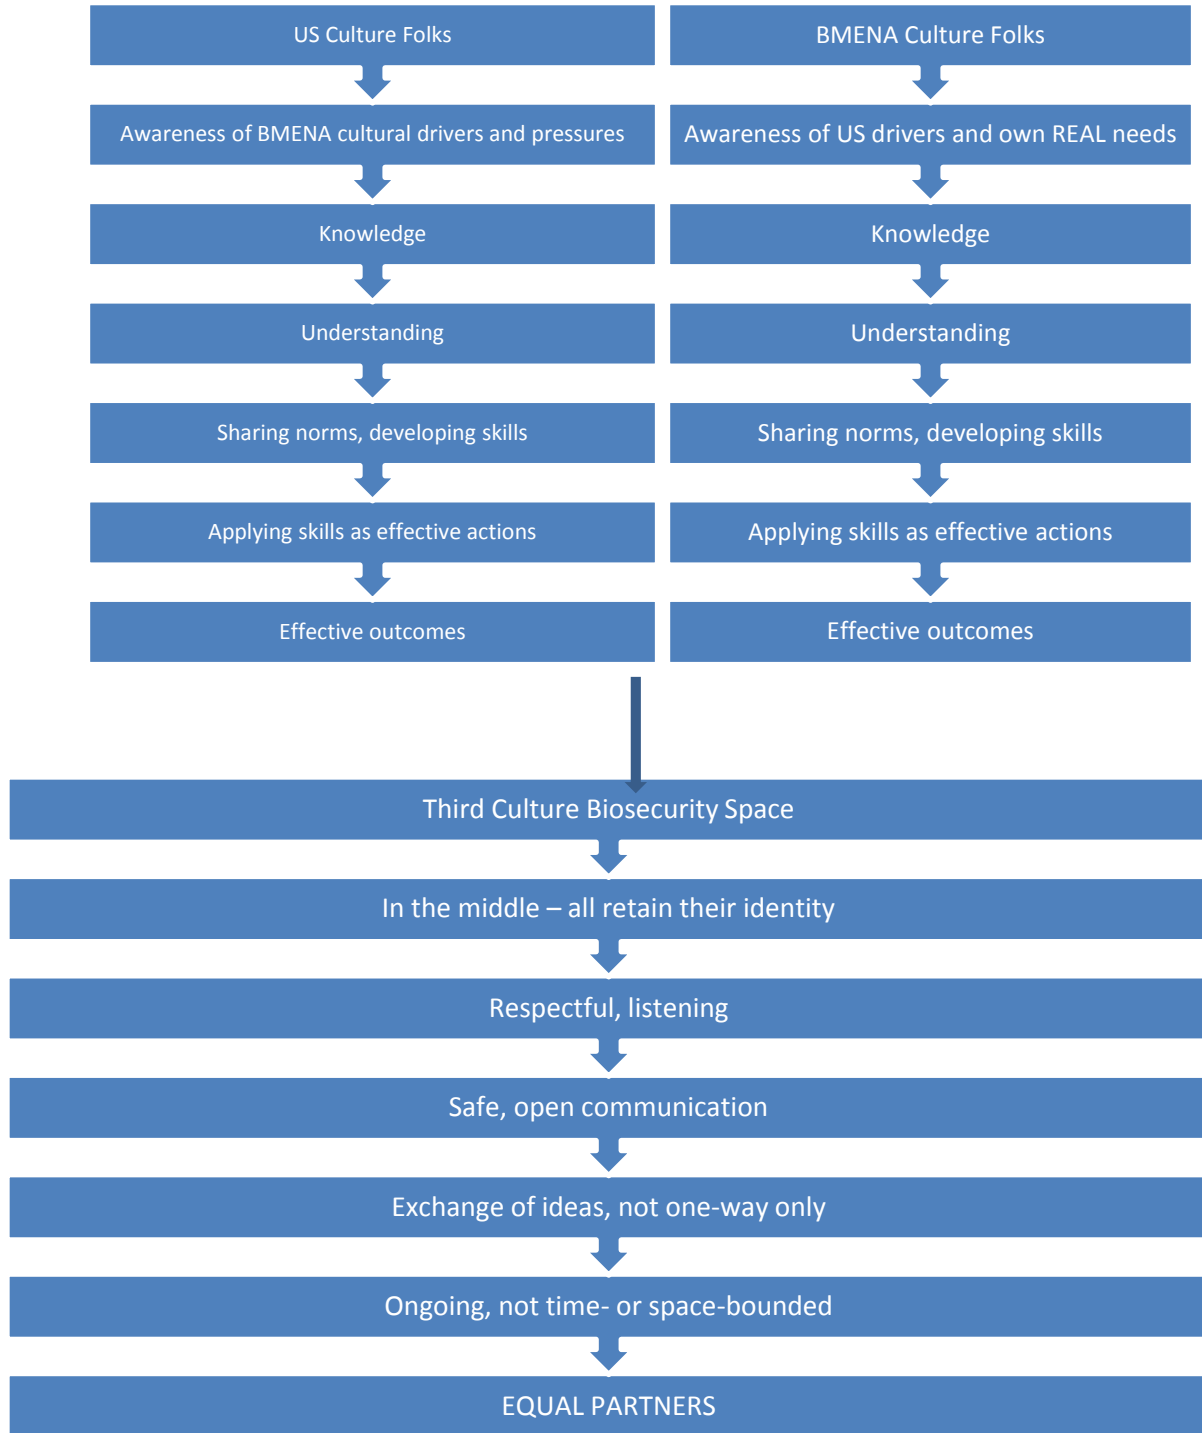 US Culture Folks
Awareness of BMENA cultural drivers and pressures
Knowledge
Understanding
Sharing norms, developing skills
Applying skills as effective actions
Effective outcomes
BMENA Culture Folks
Awareness of US drivers and own REAL needs
Knowledge
Understanding
Sharing norms, developing skills
Applying skills as effective actions
Effective outcomes
Third Culture Biosecurity Space
In the middle – all retain their identity
Respectful, listening
Safe, open communication
Exchange of ideas, not one-way only
Ongoing, not time- or space-bounded
EQUAL PARTNERS